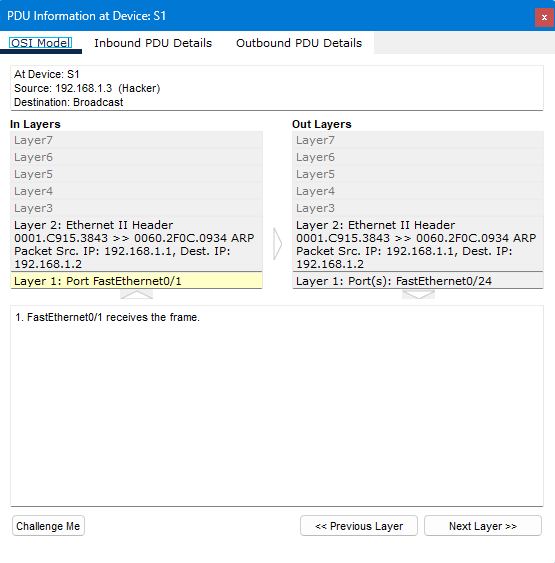 PDU Information at Device: S1
x
OSI Model Inbound PDU Details Outbound PDU Details
At Device: S1
Source: 192.168.1.3 (Hacker)
Destination: Broadcast
In Layers
Layer7
Layer6
Layer5
Layer4
Layer3
Layer 2: Ethernet II Header
0001.C915.3843 >> 0060.2F0C.0934 ARP
Packet Src. IP: 192.168.1.1, Dest. IP:
192.168.1.2
Layer 1: Port FastEthernet0/1
Out Layers
Layer7
Layer6
Layer5
Layer4
Layer3
Layer 2: Ethernet II Header
0001.C915.3843 >> 0060.2F0C.0934 ARP
Packet Src. IP: 192.168.1.1, Dest. IP:
192.168.1.2
Layer 1: Port(s): FastEthernet0/24
1. FastEthernet0/1 receives the frame.
Challenge Me << Previous Layer Next Layer >>